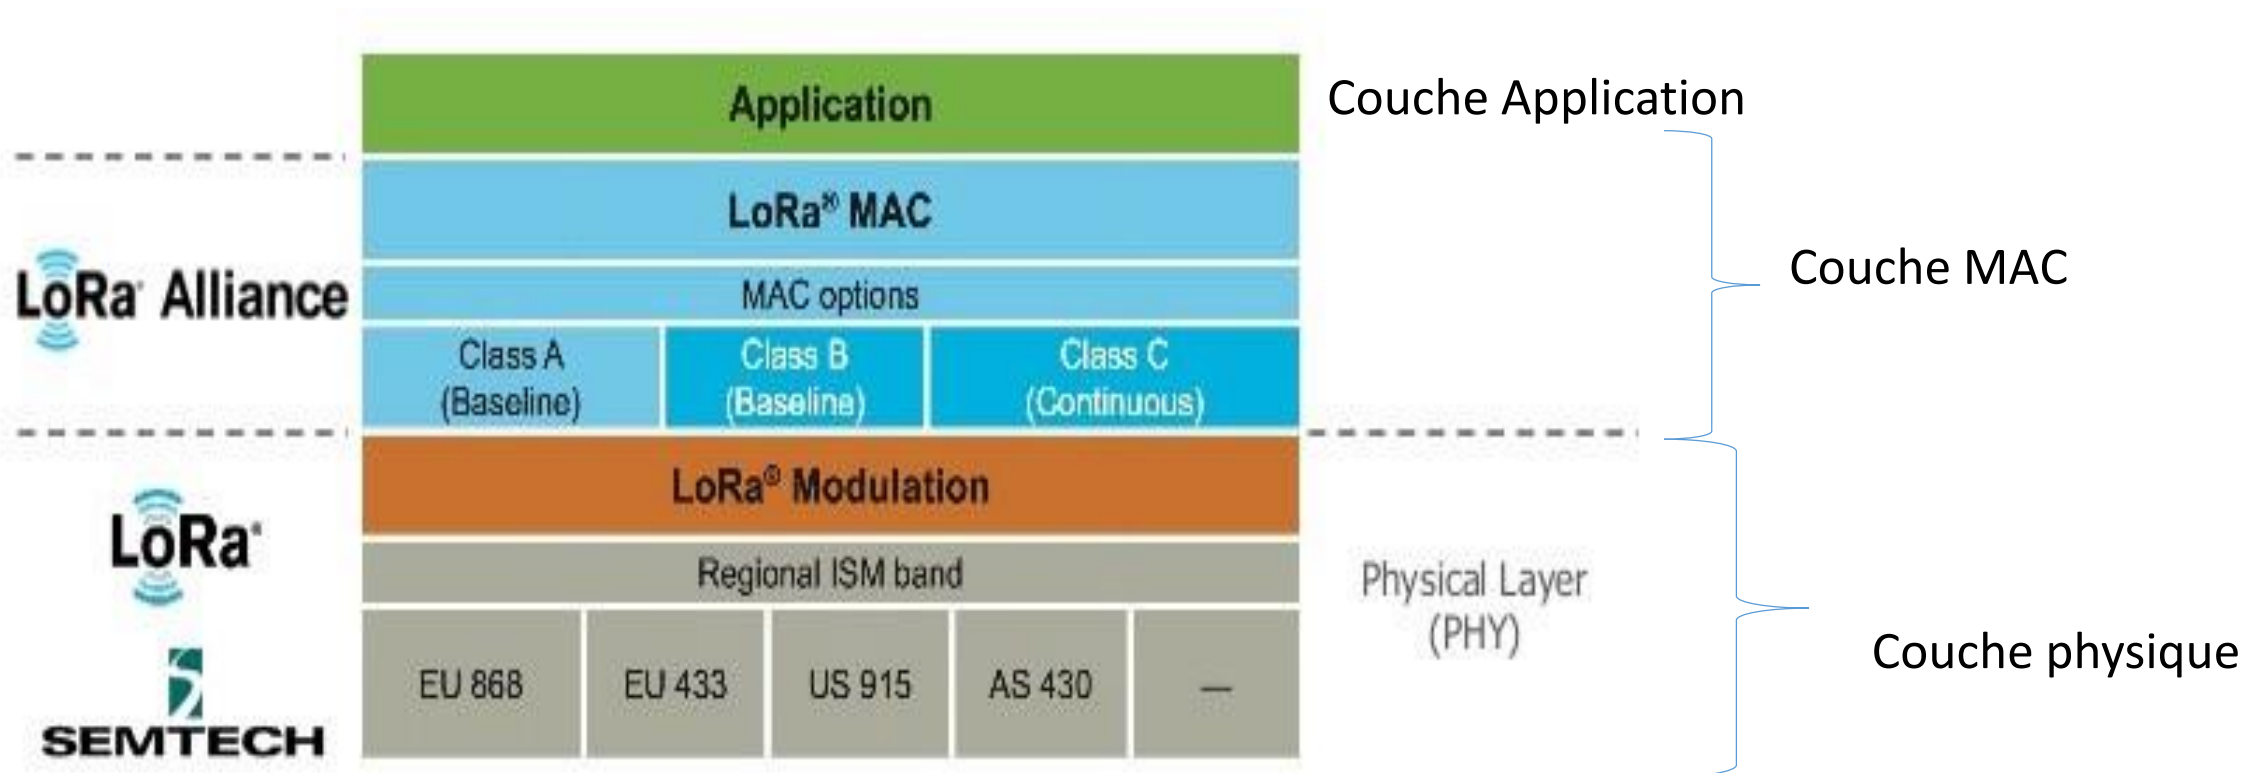 Application
Couche Application
LoRa® MAC
LoRa Alliance
MAC options
Couche MAC
Class A
(Baseline)
Class B
(Baseline)
Class C
(Continuous)
LoRa® Modulation
LoRa
Regional ISM band
Physical Layer
(PHY)
Couche physique
EU 868
EU 433
US 915
AS 430
—
SEMTECH